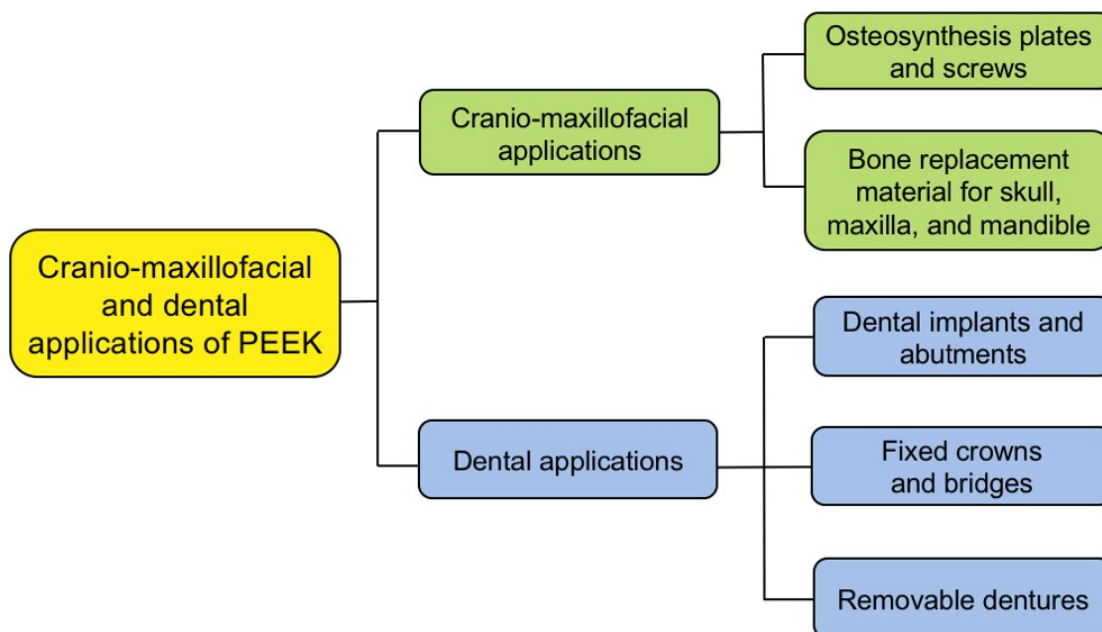 Cranio-maxillofacial
and dental
applications of PEEK
Cranio-maxillofacial
applications
Osteosynthesis plates
and screws
Bone replacement
material for skull,
maxilla, and mandible
Dental applications
Dental implants and
abutments
Fixed crowns
and bridges
Removable dentures